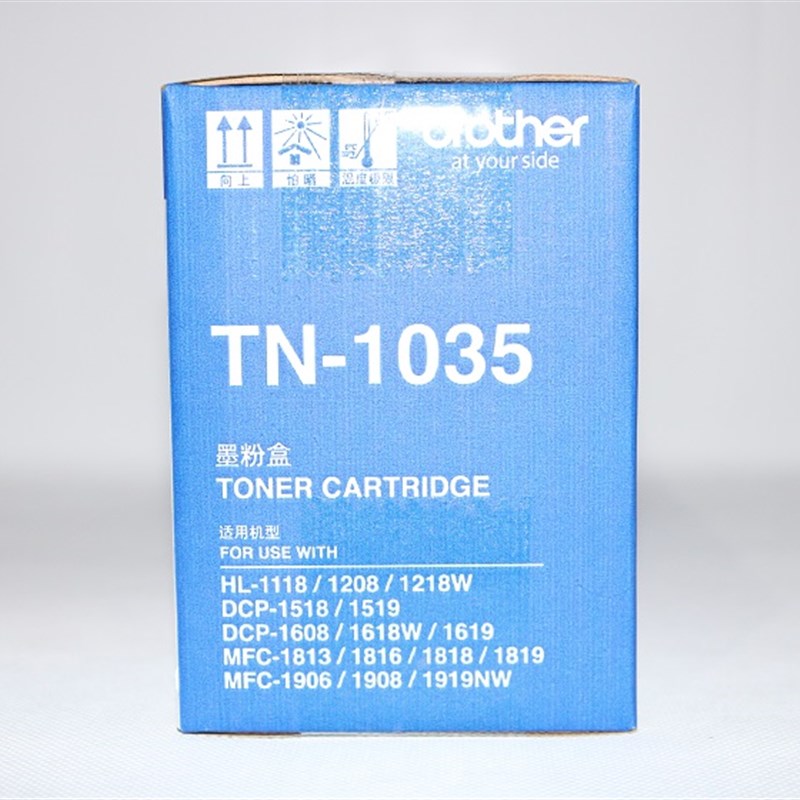 brother
at your side
向上 怕晒 温度极限
TN-1035
墨粉盒
TONER CARTRIDGE
适用机型
FOR USE WITH
HL-1118 / 1208 / 1218W
DCP-1518 / 1519
DCP-1608 / 1618W / 1619
MFC-1813 / 1816 / 1818 / 1819
MFC-1906 / 1908 / 1919NW